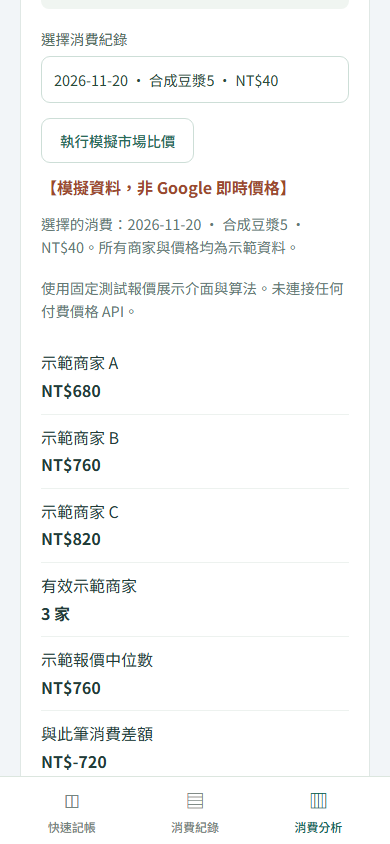 選擇消費紀錄
2026-11-20 · 合成豆漿5 · NT$40
執行模擬市場比價
【模擬資料，非 Google 即時價格】
選擇的消費：2026-11-20 · 合成豆漿5 ·
NT$40。所有商家與價格均為示範資料。
使用固定測試報價展示介面與算法。未連接任何
付費價格 API。
示範商家 A
NT$680
示範商家 B
NT$760
示範商家 C
NT$820
有效示範商家
3 家
示範報價中位數
NT$760
與此筆消費差額
NT$-720
快速記帳
消費紀錄
消費分析